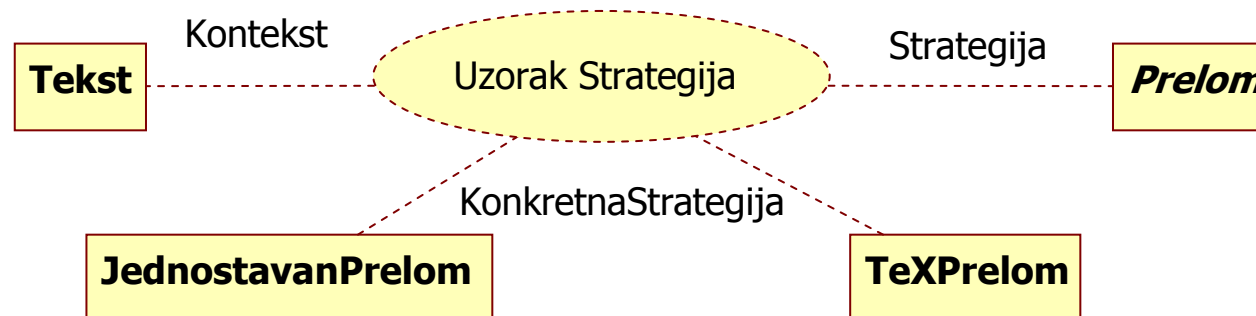 Kontekst
Strategija
Tekst
Uzorak Strategija
Prelom
KonkretnaStrategija
JednostavanPrelom
TeXPrelom